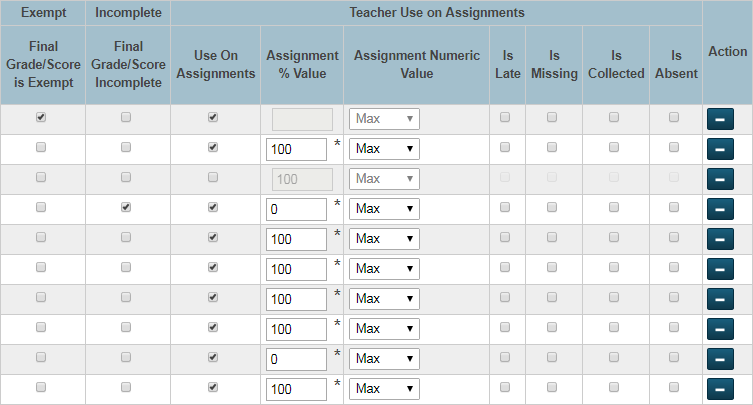 Exempt Incomplete Teacher Use on Assignments
Final Grade/Score is Exempt Final Grade/Score Incomplete Use On Assignments Assignment % Value Assignment Numeric Value Is Late Is Missing Is Collected Is Absent Action
Max
100 * Max
100 Max
0 * Max
100 * Max
100 * Max
100 * Max
100 * Max
0 * Max
100 * Max